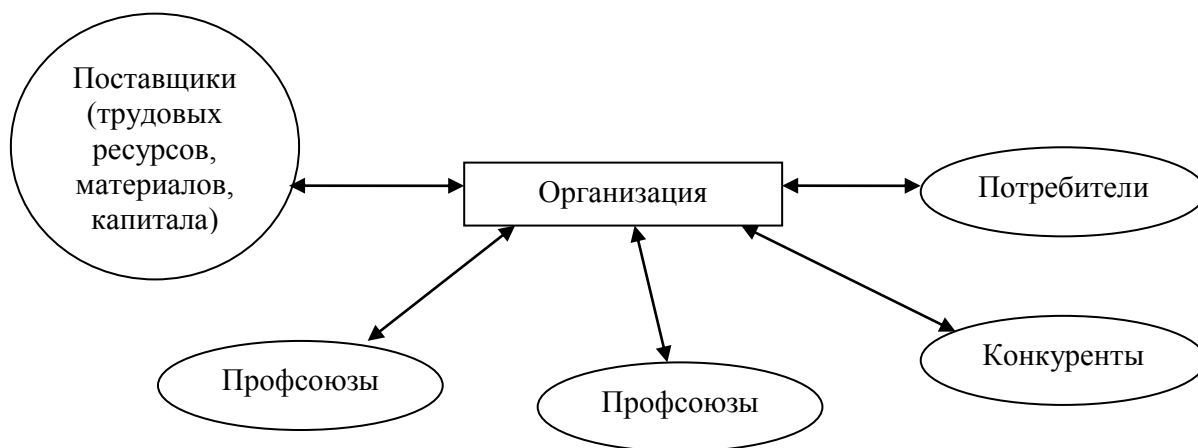 Поставщики
(трудовых
ресурсов,
материалов,
капитала)
Организация
Потребители
Профсоюзы
Профсоюзы
Конкуренты